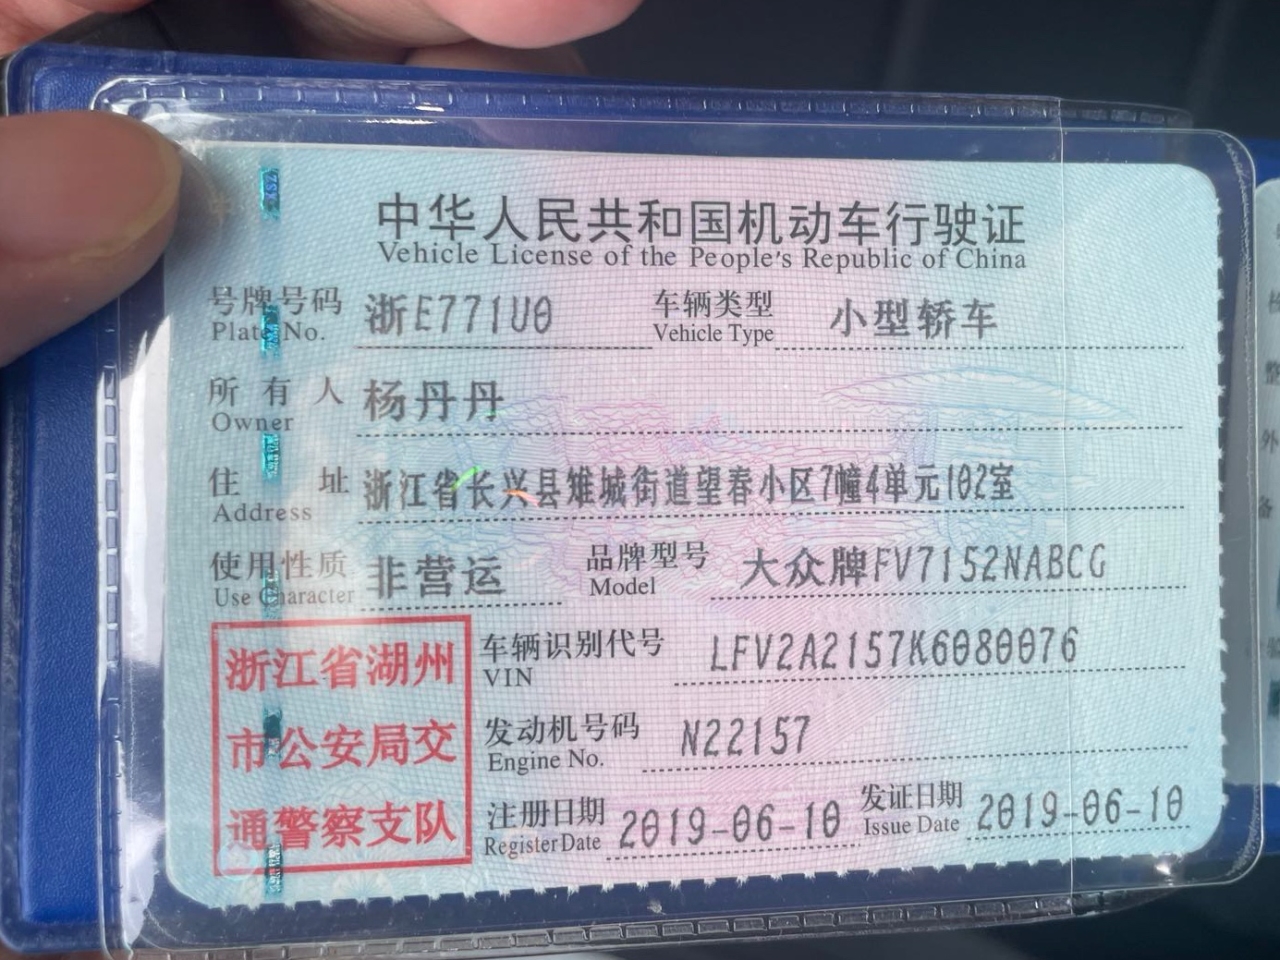 中华人民共和国机动车行驶证
Vehicle License of the People's Republic of China
号牌号码 浙E771U0 车辆类型 小型轿车
Plate No. Vehicle Type
所有人 杨丹丹
Owner
住址 浙江省长兴县雉城街道望春小区7幢4单元102室
Address
使用性质 非营运 品牌型号 大众牌FV7152NABCG
Use Character Model
浙江省湖州
市公安局交
通警察支队
车辆识别代号 LFV2A2157K6080076
VIN
发动机号码 N22157
Engine No.
注册日期 2019-06-10 发证日期 2019-06-10
Register Date Issue Date